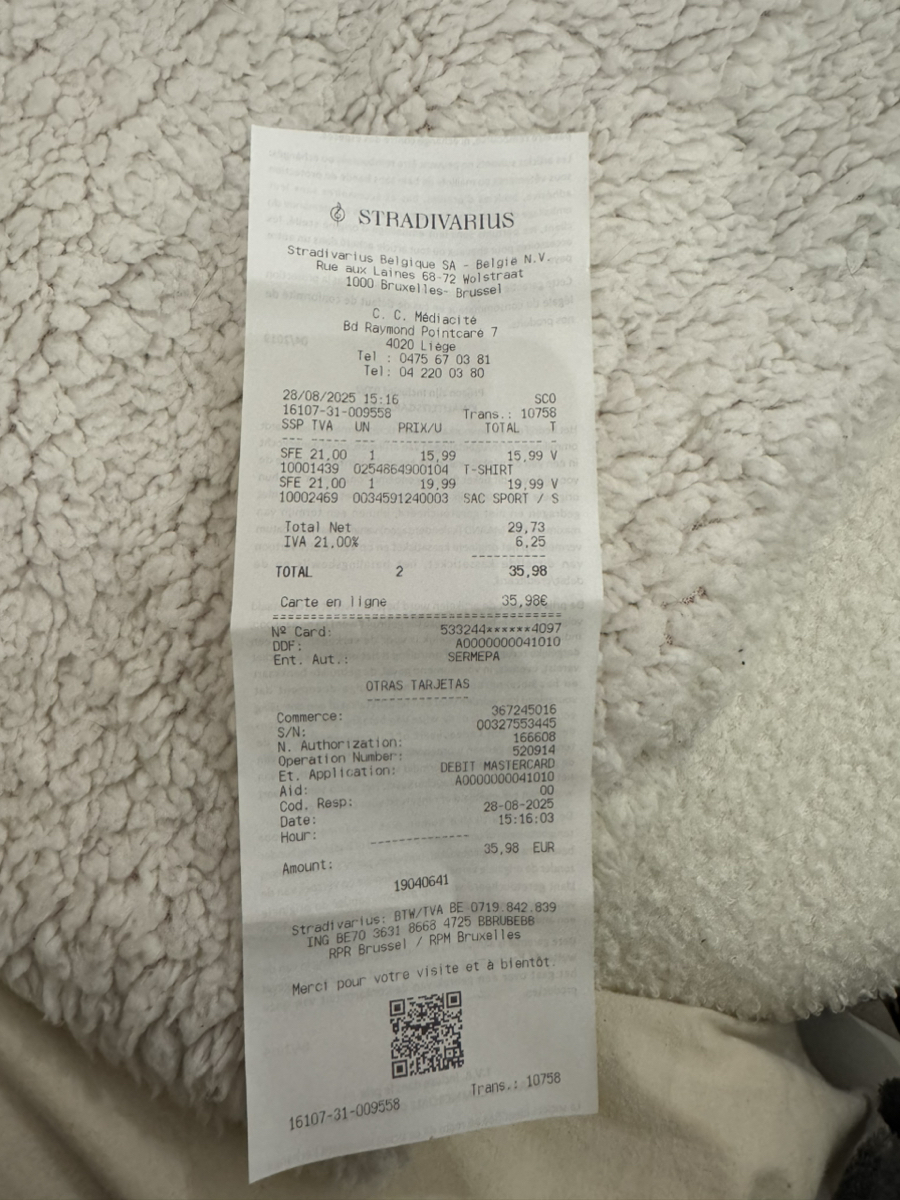 STRADIVARIUS
Stradivarius Belgique SA - Belgie N.V.
Rue aux Laines 68-72 Wolstraat
1000 Bruxelles- Brussel
C. C. Médiacité
Bd Raymond Pointcaré 7
4020 Liège
Tel : 0475 67 03 81
Tel: 04 220 03 80
28/08/2025 15:16 SCO
16107-31-009558 Trans.: 10758
SSP TVA UN PRIX/U TOTAL T
SFE 21,00 1 15,99 15,99 V
10001439 0254664900104 T-SHIRT
SFE 21,00 1 19,99 19,99 V
10002469 0034591240003 SAC SPORT / S
Total Net 29,73
IVA 21,00% 6,25
TOTAL 2 35,98
Carte en ligne 35,98€
Nº Card: 533244******4097
DDF: A0000000041010
Ent. Aut.: SERMEPA
OTRAS TARJETAS
Commerce: 367245016
S/N: 00327553445
N. Authorization: 166608
Operation Number: 520914
Et. Application: DEBIT MASTERCARD
Aid: A0000000041010
Cod. Resp: 00
Date: 28-08-2025
Hour: 15:16:03
Amount: 35,98 EUR
19040641
Stradivarius: BTW/TVA BE 0719.842.839
ING BE70 3631 8668 4725 BBRUBEBB
RPR Brussel / RPM Bruxelles
Merci pour votre visite et à bientôt.
16107-31-009558 Trans.: 10758